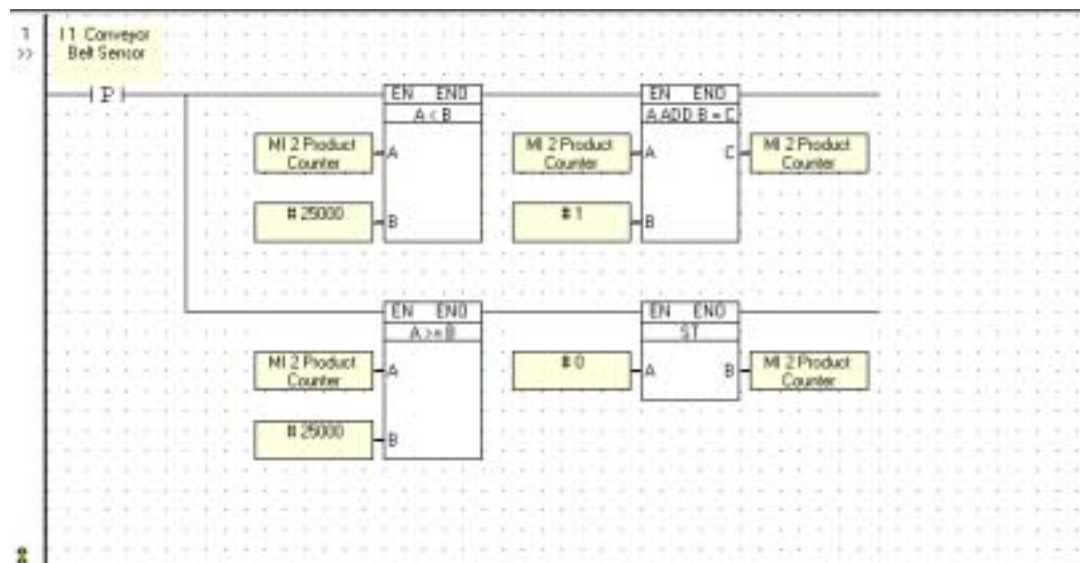 1
>>
I1 Conveyor
Belt Sensor
P
EN ENO
A < B
MI 2 Product
Counter
A
# 25000
B
EN ENO
A ADD B = C
MI 2 Product
Counter
A
C
MI 2 Product
Counter
# 1
B
EN ENO
A >= B
MI 2 Product
Counter
A
# 25000
B
EN ENO
ST
# 0
A
B
MI 2 Product
Counter